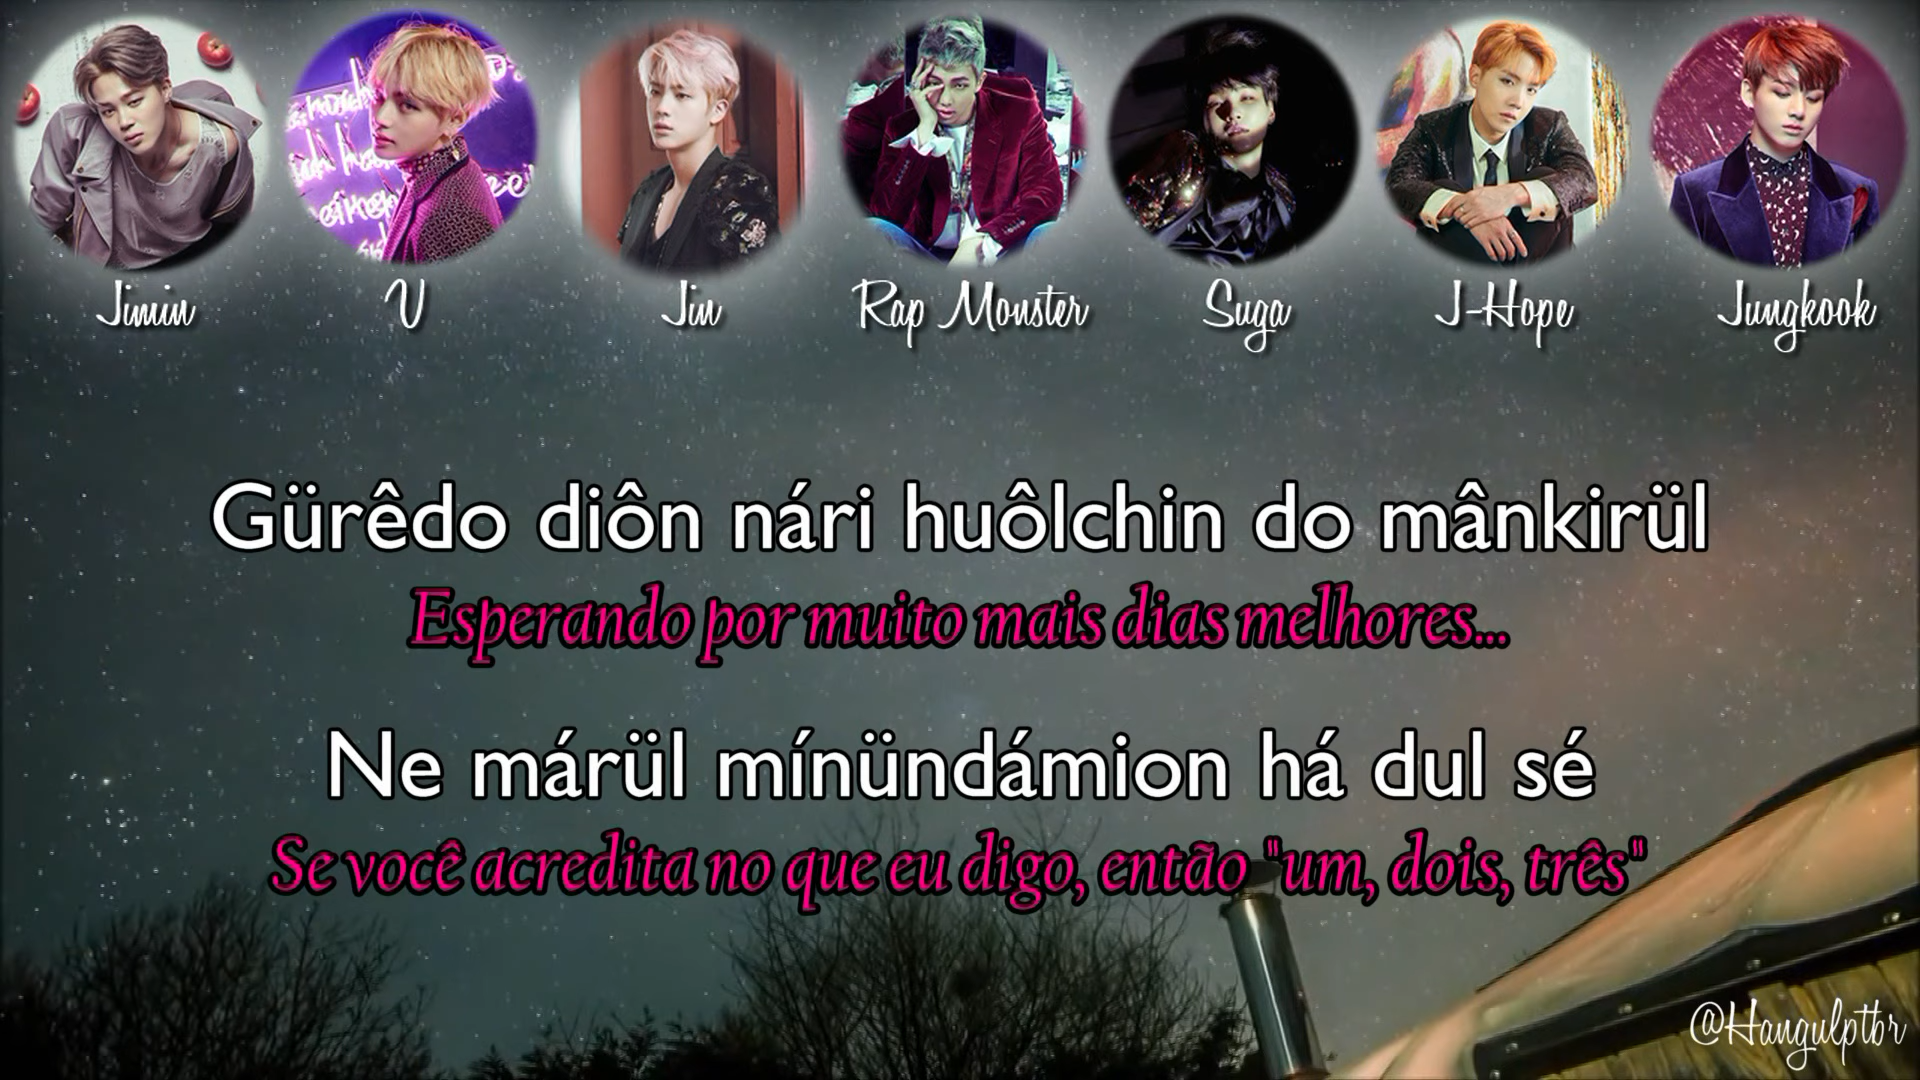 Jimin V Jin Rap Monster Suga J-Hope Jungkook
Gürêdo diôn nári huôlchin do mânkirül
Esperando por muito mais dias melhores...
Ne márül mínündámion há dul sé
Se você acredita no que eu digo, então "um, dois, três"
@Hangulptbr